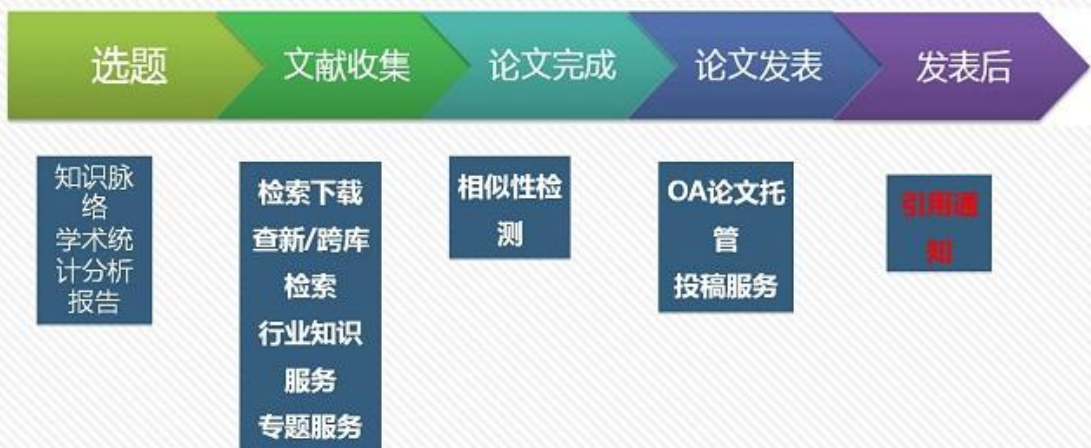 选题
文献收集
论文完成
论文发表
发表后
知识脉
络
学术统
计分析
报告
检索下载
查新/跨库
检索
行业知识
服务
专题服务
相似性检
测
OA论文托
管
投稿服务
引用通
知